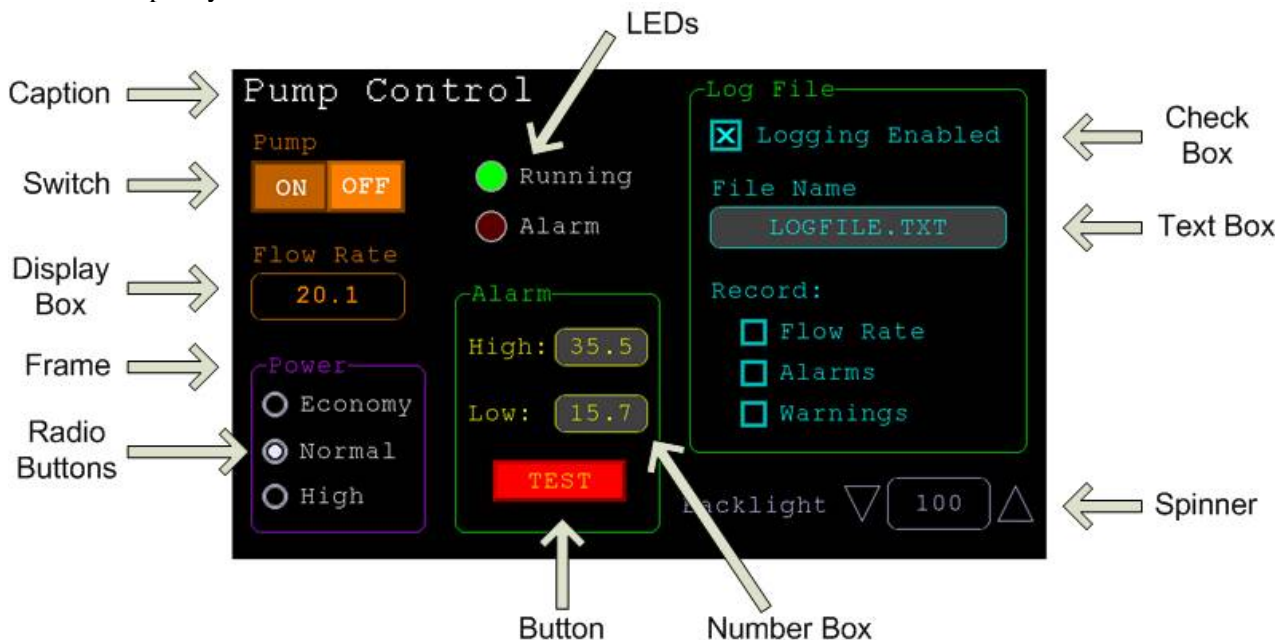 LEDs
Caption
Pump Control
Log File
Check
Box
Logging Enabled
Pump
Switch
ON OFF
Running
File Name
Text Box
LOGFILE.TXT
Alarm
Display
Box
Flow Rate
20.1
Alarm
Record:
Flow Rate
Alarms
Warnings
High: 35.5
Low: 15.7
TEST
Frame
Power
Economy
Normal
High
Radio
Buttons
Backlight 100
Spinner
Button
Number Box